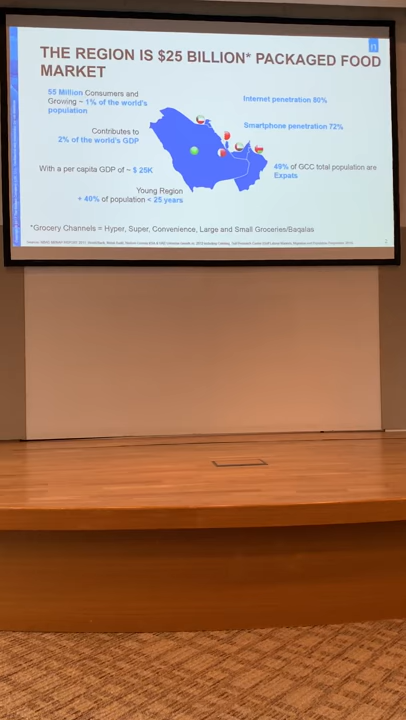 THE REGION IS $25 BILLION* PACKAGED FOOD
MARKET
n
55 Million Consumers and
Growing ~ 1% of the world's
population
Internet penetration 80%
Contributes to
2% of the world's GDP
Smartphone penetration 72%
With a per capita GDP of ~ $ 25K
49% of GCC total population are
Expats
Young Region
+ 40% of population < 25 years
*Grocery Channels = Hyper, Super, Convenience, Large and Small Groceries/Baqalas